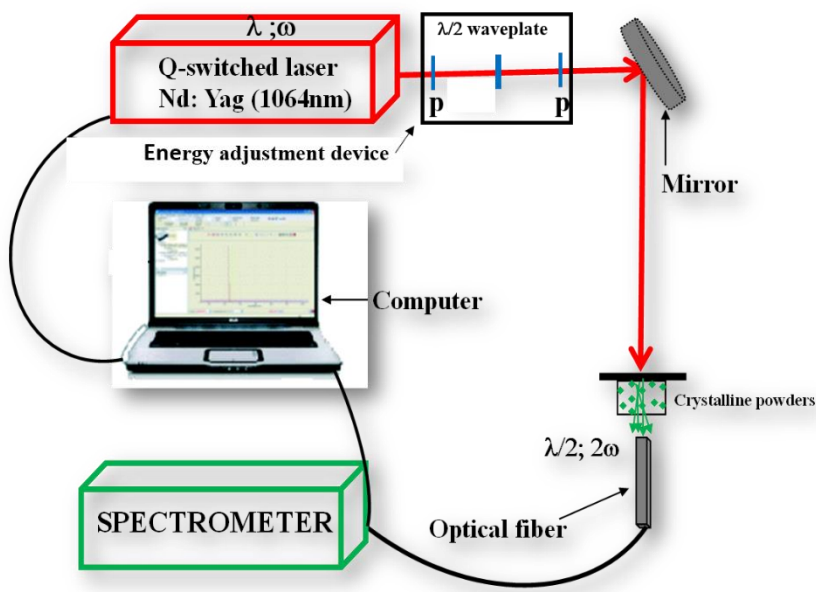 λ ;ω
Q-switched laser
Nd: Yag (1064nm)
λ/2 waveplate
p
p
Energy adjustment device
Mirror
Computer
Crystalline powders
λ/2; 2ω
Optical fiber
SPECTROMETER